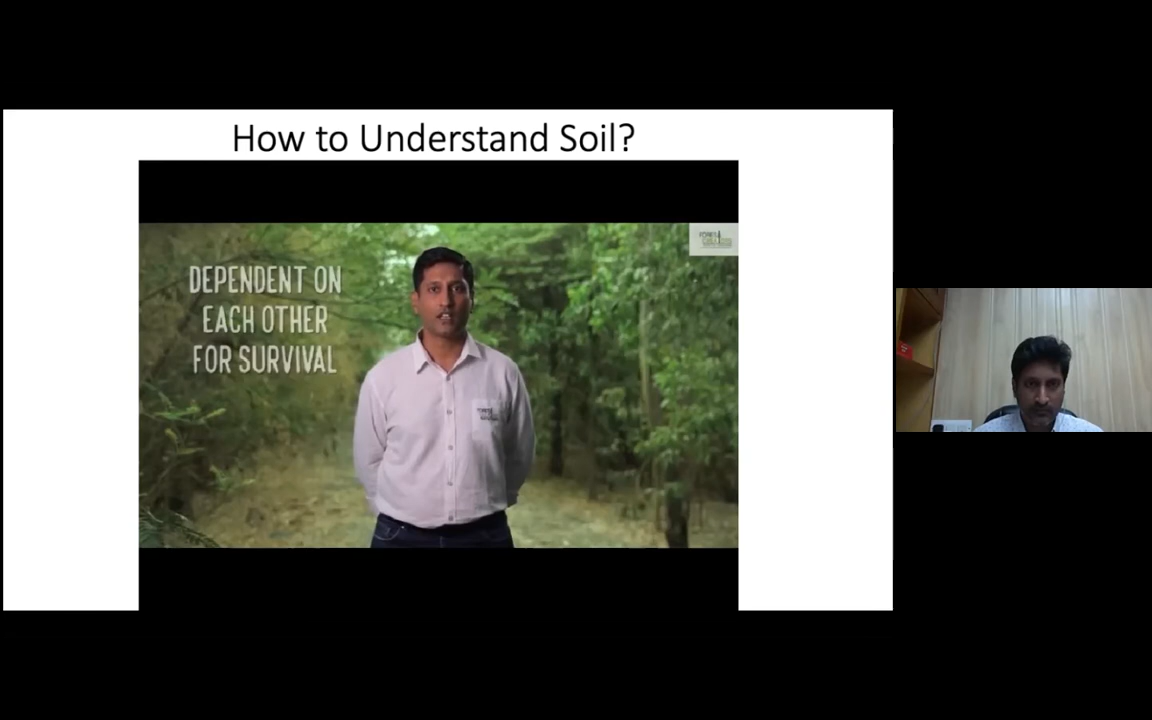 How to Understand Soil?
DEPENDENT ON
EACH OTHER
FOR SURVIVAL